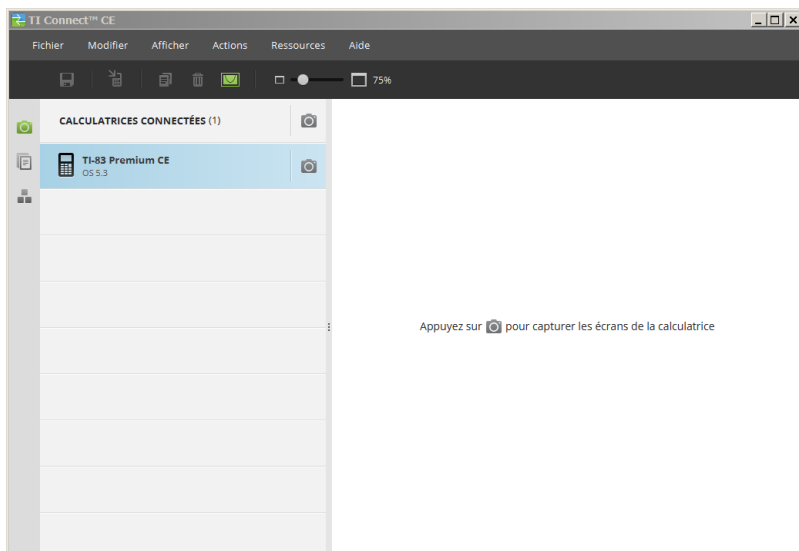 TI Connect™ CE
Fichier Modifier Afficher Actions Ressources Aide
75%
CALCULATRICES CONNECTÉES (1)
TI-83 Premium CE
OS 5.3
Appuyez sur pour capturer les écrans de la calculatrice